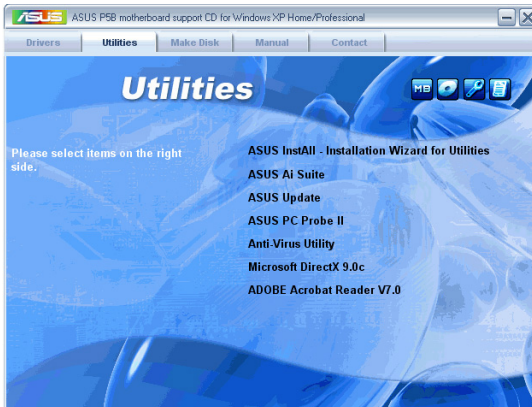 ASUS ASUS P5B motherboard support CD for Windows XP Home/Professional
Drivers Utilities Make Disk Manual Contact
Utilities
MB
Please select items on the right
side.
ASUS InstAll - Installation Wizard for Utilities
ASUS Ai Suite
ASUS Update
ASUS PC Probe II
Anti-Virus Utility
Microsoft DirectX 9.0c
ADOBE Acrobat Reader V7.0